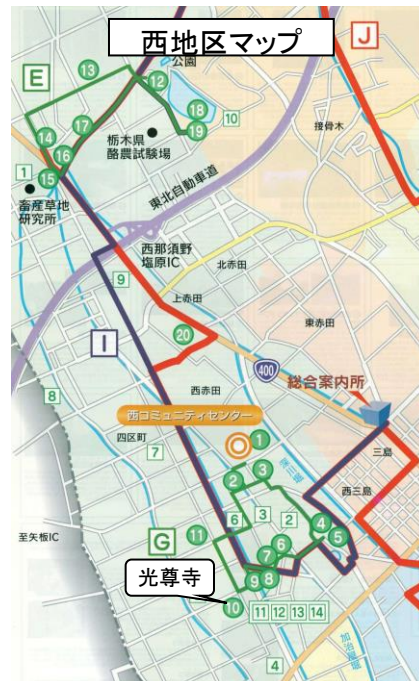 西地区マップ
J
公園
E
13
12
18
17
19
10
接骨木
14
栃木県
酪農試験場
16
1
15
東北自動車道
畜産草地
研究所
西那須野
塩原IC
北赤田
9
上赤田
東赤田
20
I
400
総合案内所
西赤田
8
西コミュニティセンター
四区町
1
三島
7
3
2
西三島
6
3
2
4
至矢板IC
11
5
G
6
7
光尊寺
9
8
10
11
12
13
14
加治屋堀
4